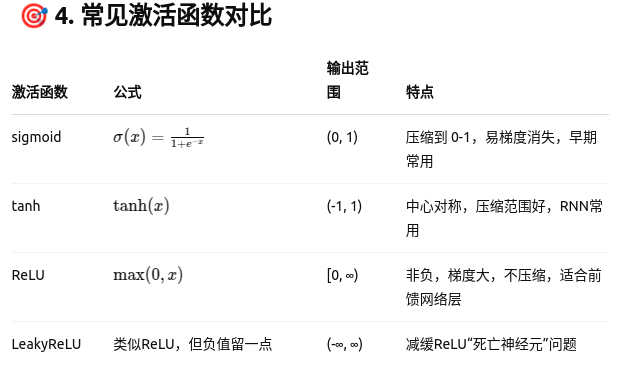 🎯 4. 常见激活函数对比
激活函数 公式 输出范围 特点
sigmoid σ(x) = 1/(1+e^{-x}) (0, 1) 压缩到 0-1，易梯度消失，早期常用
tanh tanh(x) (-1, 1) 中心对称，压缩范围好，RNN常用
ReLU max(0, x) [0, ∞) 非负，梯度大，不压缩，适合前馈网络层
LeakyReLU 类似ReLU，但负值留一点 (-∞, ∞) 减缓ReLU“死亡神经元”问题